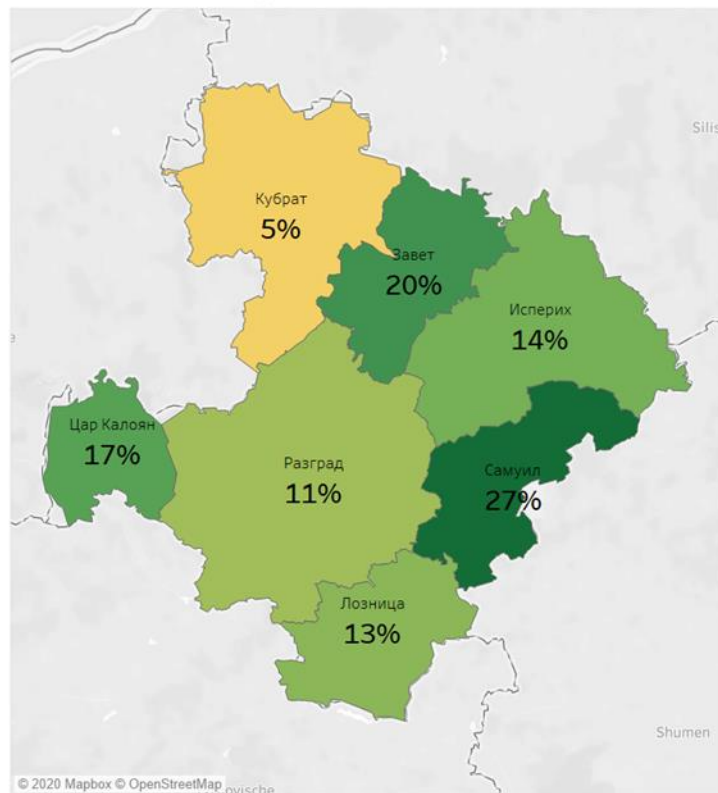 Silis
Кубрат
5%
Завет
20%
Исперих
14%
Цар Калоян
17%
Разград
11%
Самуил
27%
Лозница
13%
Shumen
© 2020 Mapbox © OpenStreetMap